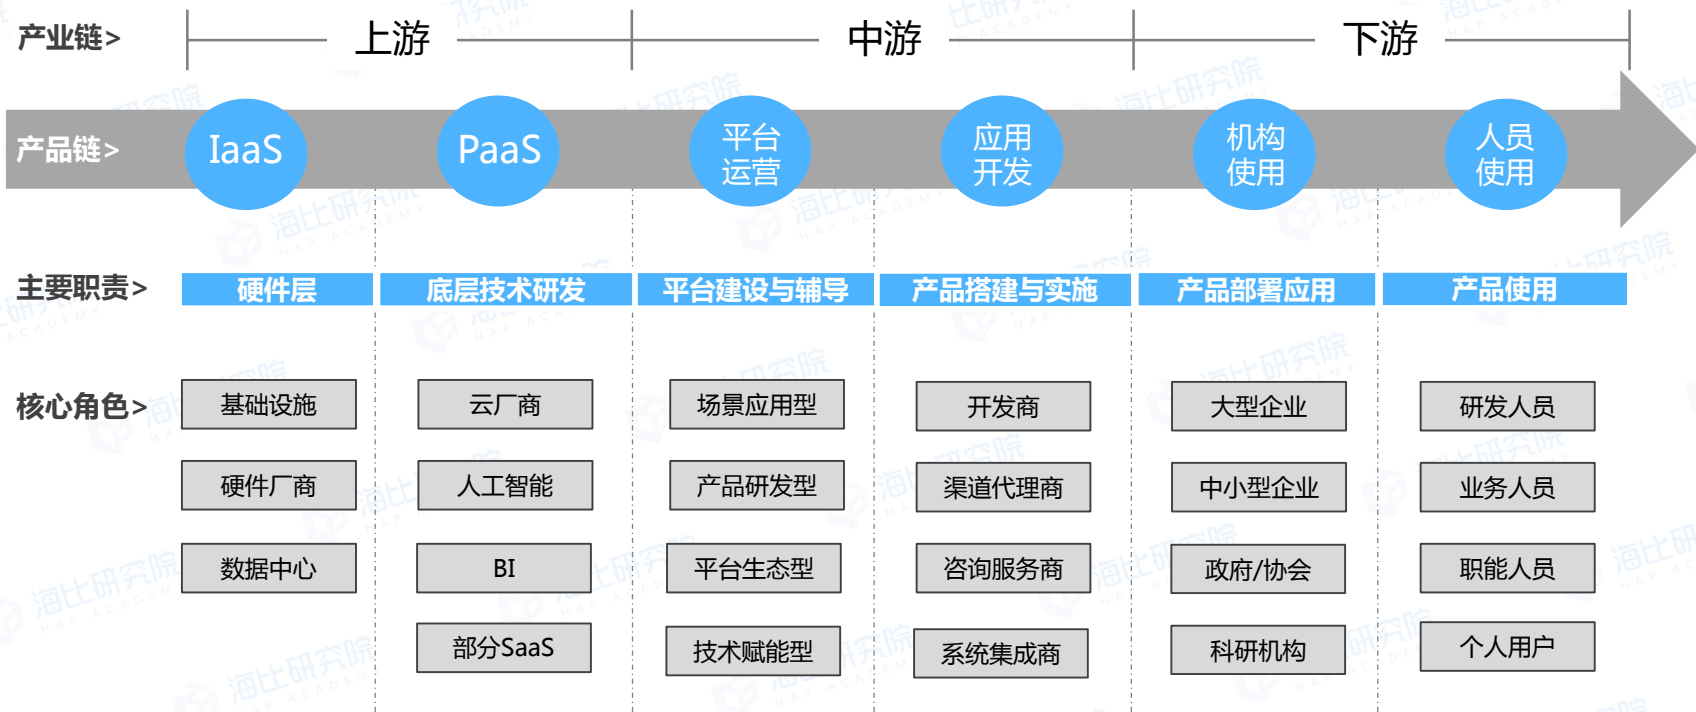 产业链>
上游
中游
下游
产品链>
IaaS
PaaS
平台
运营
应用
开发
机构
使用
人员
使用
主要职责>
硬件层
底层技术研发
平台建设与辅导
产品搭建与实施
产品部署应用
产品使用
核心角色>
基础设施
云厂商
场景应用型
开发商
大型企业
研发人员
硬件厂商
人工智能
产品研发型
渠道代理商
中小型企业
业务人员
数据中心
BI
平台生态型
咨询服务商
政府/协会
职能人员
部分SaaS
技术赋能型
系统集成商
科研机构
个人用户
海比研究院
HAP ACADEMY